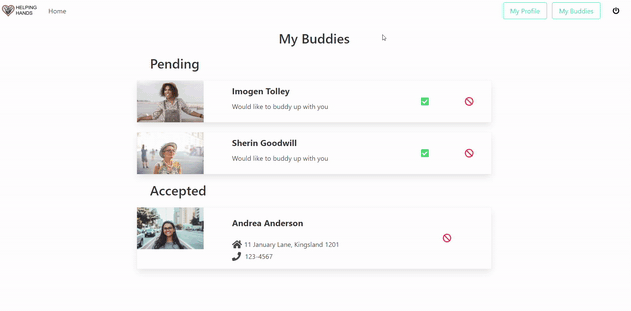 HELPING
HANDS
Home
My Profile
My Buddies
My Buddies
Pending
Imogen Tolley
Would like to buddy up with you
Sherin Goodwill
Would like to buddy up with you
Accepted
Andrea Anderson
11 January Lane, Kingsland 1201
123-4567